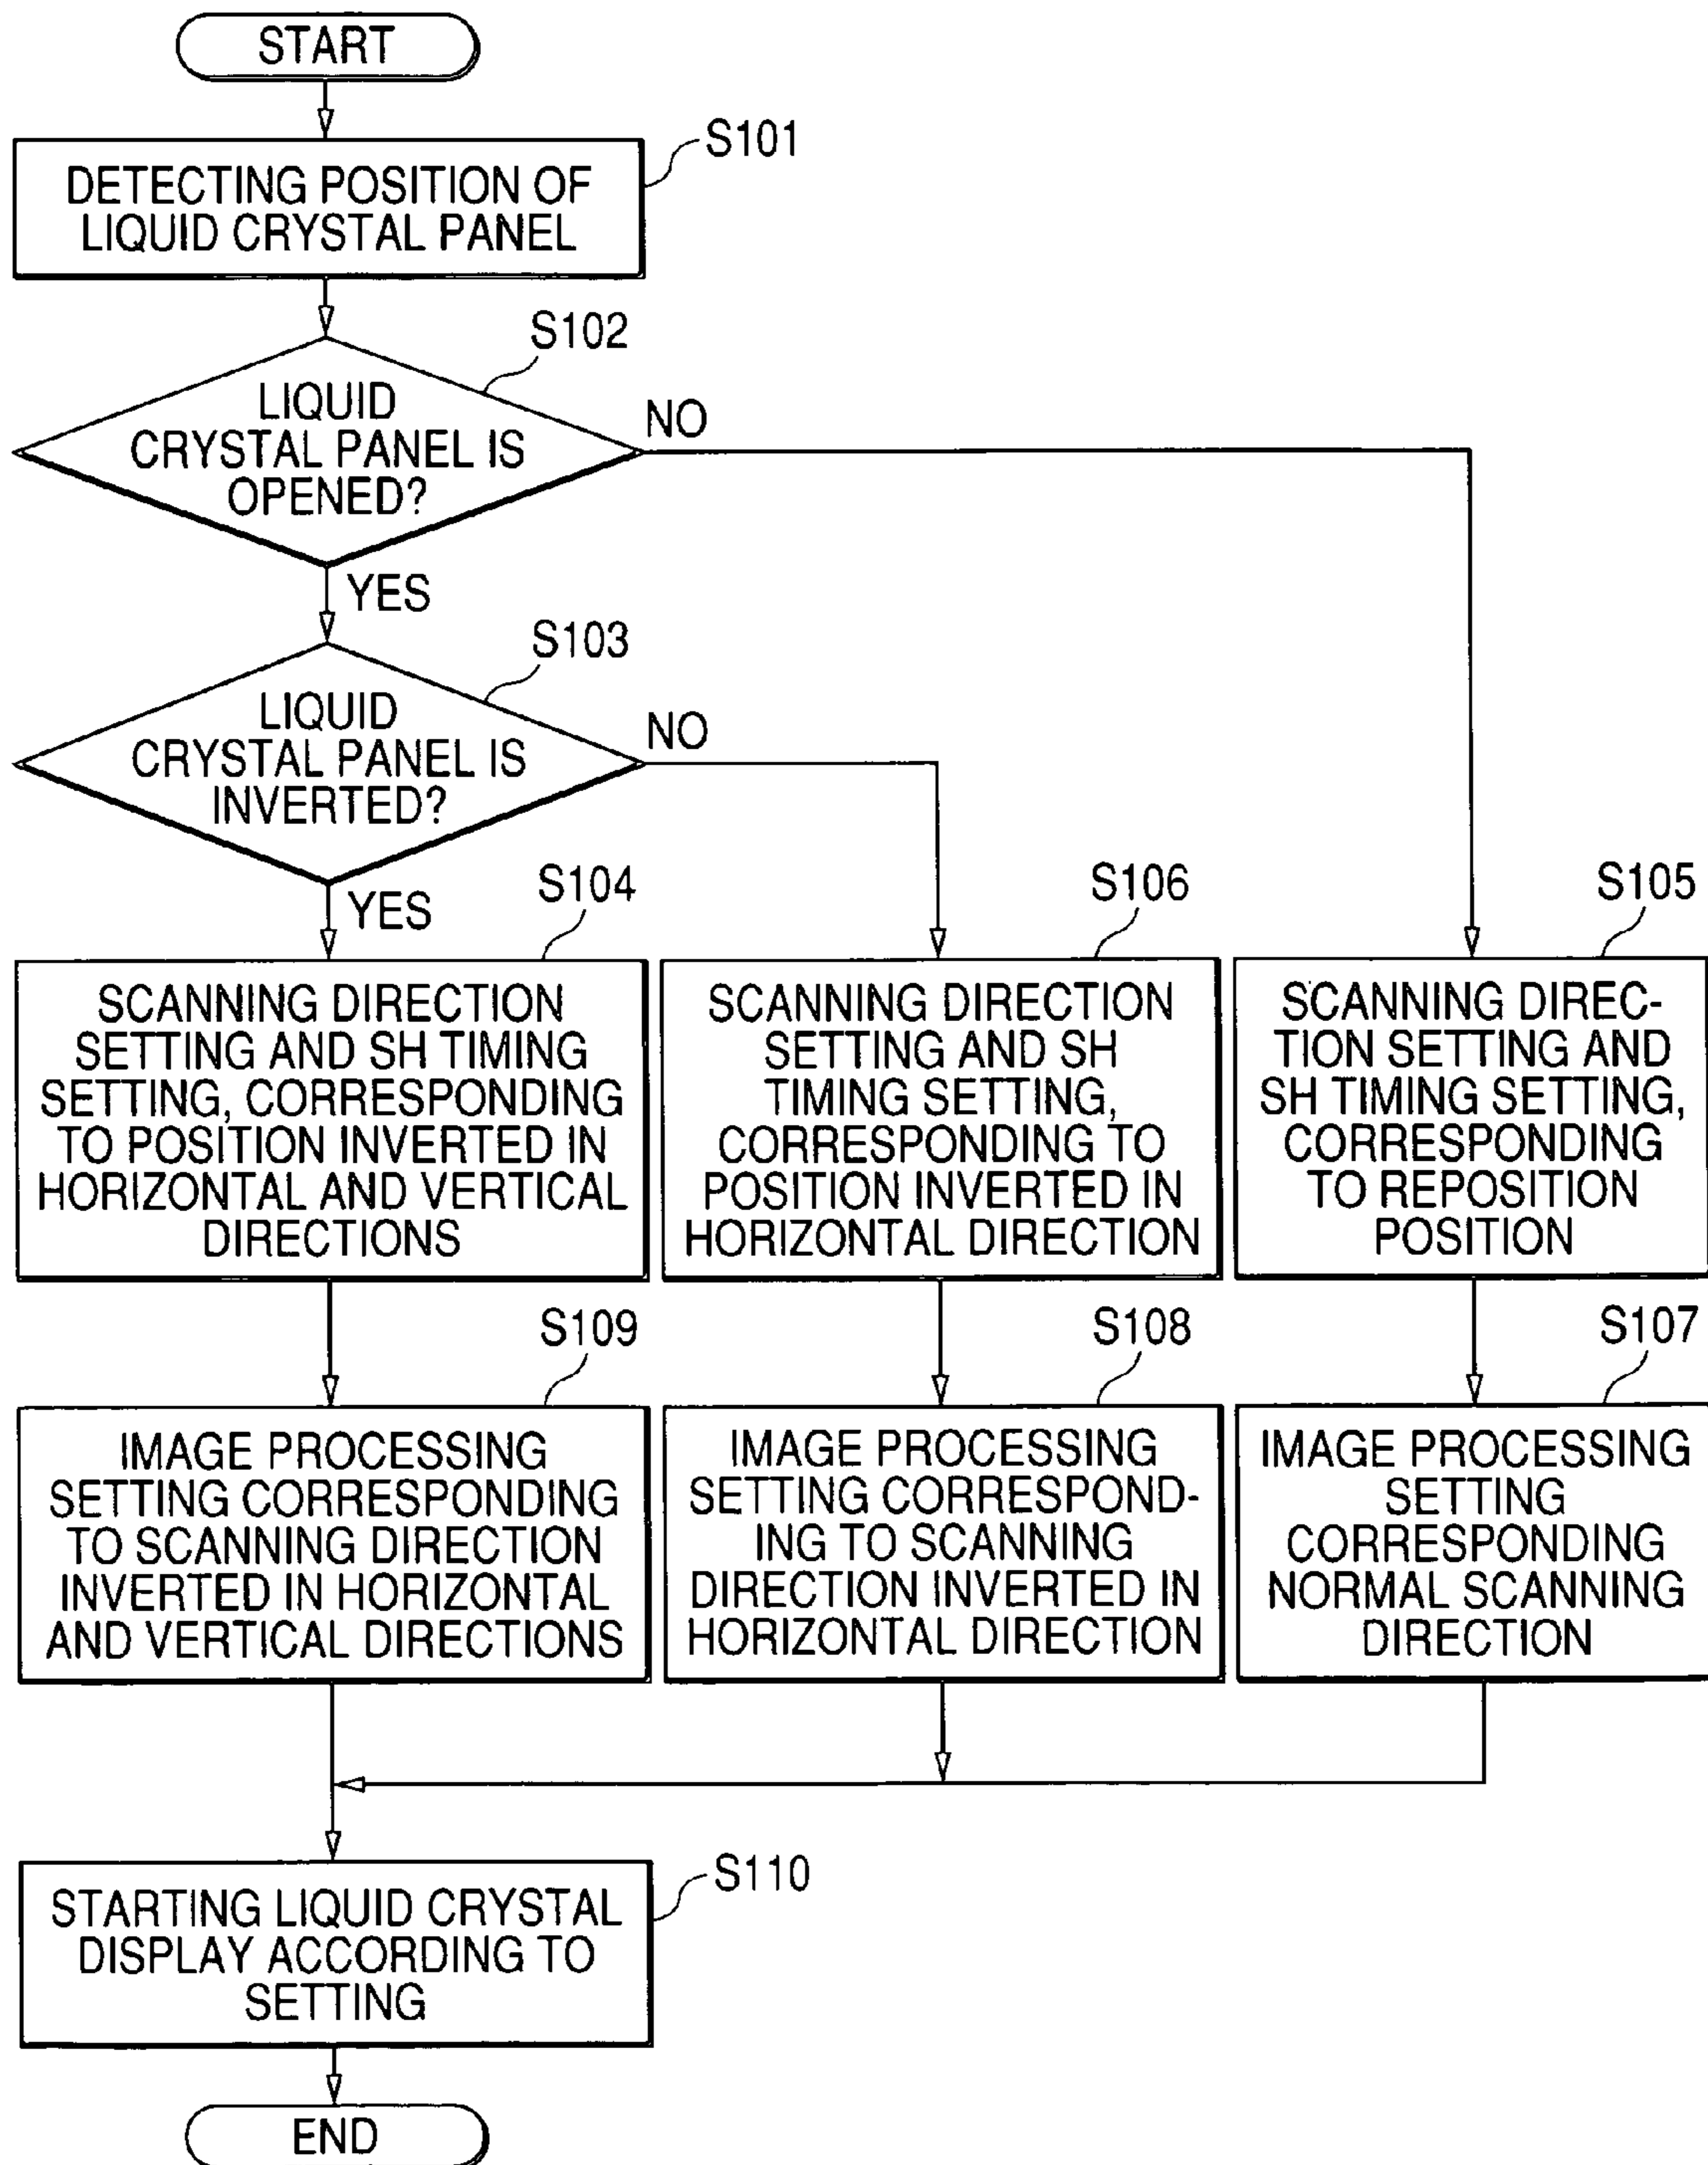 START
S101
DETECTING POSITION OF
LIQUID CRYSTAL PANEL
S102
LIQUID
CRYSTAL PANEL IS
OPENED?
NO
YES
S103
LIQUID
CRYSTAL PANEL IS
INVERTED?
NO
YES
S104
SCANNING DIRECTION
SETTING AND SH TIMING
SETTING, CORRESPONDING
TO POSITION INVERTED IN
HORIZONTAL AND VERTICAL
DIRECTIONS
S106
SCANNING DIRECTION
SETTING AND SH
TIMING SETTING,
CORRESPONDING TO
POSITION INVERTED IN
HORIZONTAL DIRECTION
S105
SCANNING DIREC-
TION SETTING AND
SH TIMING SETTING,
CORRESPONDING
TO REPOSITION
POSITION
S109
IMAGE PROCESSING
SETTING CORRESPONDING
TO SCANNING DIRECTION
INVERTED IN HORIZONTAL
AND VERTICAL DIRECTIONS
S108
IMAGE PROCESSING
SETTING CORRESPOND-
ING TO SCANNING
DIRECTION INVERTED IN
HORIZONTAL DIRECTION
S107
IMAGE PROCESSING
SETTING
CORRESPONDING
NORMAL SCANNING
DIRECTION
S110
STARTING LIQUID CRYSTAL
DISPLAY ACCORDING TO
SETTING
END